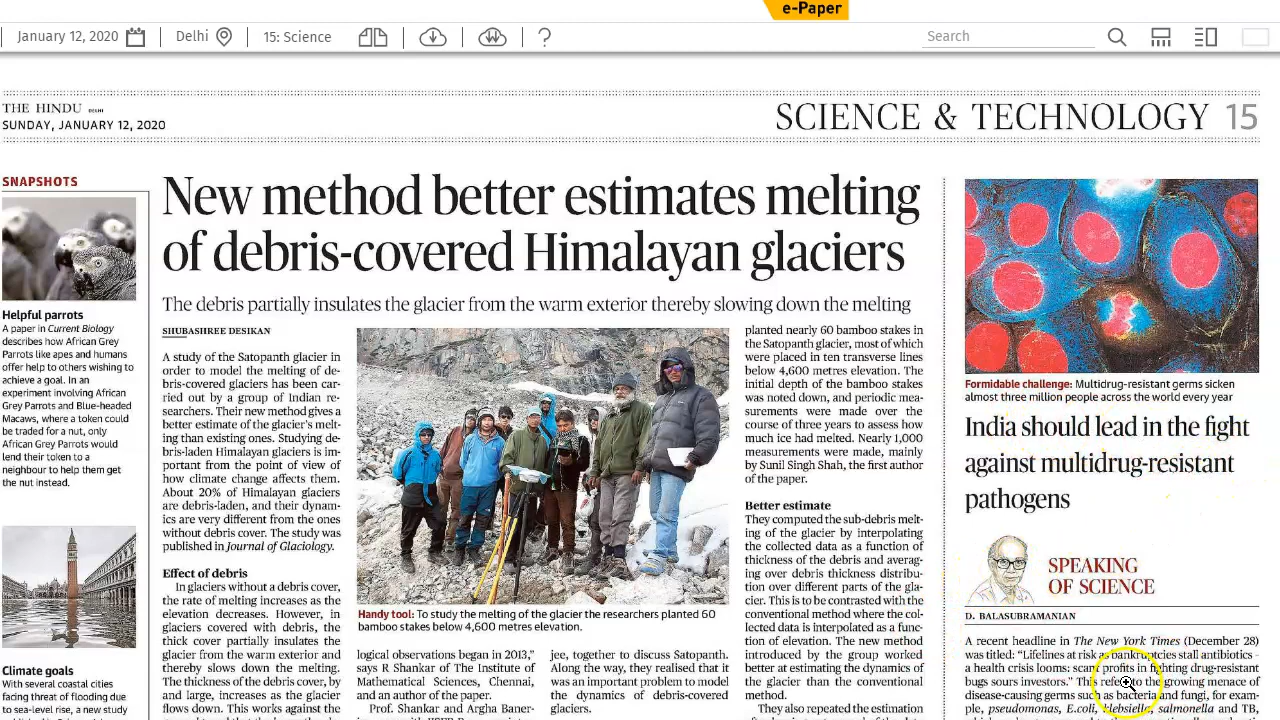 e-Paper
January 12, 2020
Delhi
15: Science
?
Search
THE HINDU DELHI
SUNDAY, JANUARY 12, 2020
SCIENCE & TECHNOLOGY 15
SNAPSHOTS
Helpful parrots
A paper in Current Biology
describes how African Grey
Parrots like apes and humans
offer help to others wishing to
achieve a goal. In an
experiment involving African
Grey Parrots and Blue-headed
Macaws, where a token could
be traded for a nut, only
African Grey Parrots would
lend their token to a
neighbour to help them get
the nut instead.
Climate goals
With several coastal cities
facing threat of flooding due
to sea-level rise, a new study
New method better estimates melting
of debris-covered Himalayan glaciers
The debris partially insulates the glacier from the warm exterior thereby slowing down the melting
SHUBASHREE DESIKAN
A study of the Satopanth glacier in
order to model the melting of de-
bris-covered glaciers has been car-
ried out by a group of Indian re-
searchers. Their new method gives a
better estimate of the glacier's melt-
ing than existing ones. Studying de-
bris-laden Himalayan glaciers is im-
portant from the point of view of
how climate change affects them.
About 20% of Himalayan glaciers
are debris-laden, and their dynam-
ics are very different from the ones
without debris cover. The study was
published in Journal of Glaciology.
Effect of debris
In glaciers without a debris cover,
the rate of melting increases as the
elevation decreases. However, in
glaciers covered with debris, the
thick cover partially insulates the
glacier from the warm exterior and
thereby slows down the melting.
The thickness of the debris cover, by
and large, increases as the glacier
flows down. This works against the
Handy tool: To study the melting of the glacier the researchers planted 60
bamboo stakes below 4,600 metres elevation.
logical observations began in 2013,"
says R Shankar of The Institute of
Mathematical Sciences, Chennai,
and an author of the paper.
Prof. Shankar and Argha Baner-
jee, together to discuss Satopanth.
Along the way, they realised that it
was an important problem to model
the dynamics of debris-covered
glaciers.
planted nearly 60 bamboo stakes in
the Satopanth glacier, most of which
were placed in ten transverse lines
below 4,600 metres elevation. The
initial depth of the bamboo stakes
was noted down, and periodic mea-
surements were made over the
course of three years to assess how
much ice had melted. Nearly 1,000
measurements were made, mainly
by Sunil Singh Shah, the first author
of the paper.
Better estimate
They computed the sub-debris melt-
ing of the glacier by interpolating
the collected data as a function of
thickness of the debris and averag-
ing over debris thickness distribu-
tion over different parts of the gla-
cier. This is to be contrasted with the
conventional method where the col-
lected data is interpolated as a func-
tion of elevation. The new method
introduced by the group worked
better at estimating the dynamics of
the glacier than the conventional
method.
They also repeated the estimation
Formidable challenge: Multidrug-resistant germs sicken
almost three million people across the world every year
India should lead in the fight
against multidrug-resistant
pathogens
SPEAKING
OF SCIENCE
D. BALASUBRAMANIAN
A recent headline in The New York Times (December 28)
was titled: "Lifelines at risk as bankruptcies stall antibiotics -
a health crisis looms: scant profits in fighting drug-resistant
bugs sours investors." This refers to the growing menace of
disease-causing germs such as bacteria and fungi, for exam-
ple, pseudomonas, E.coli, klebsiella, salmonella and TB,